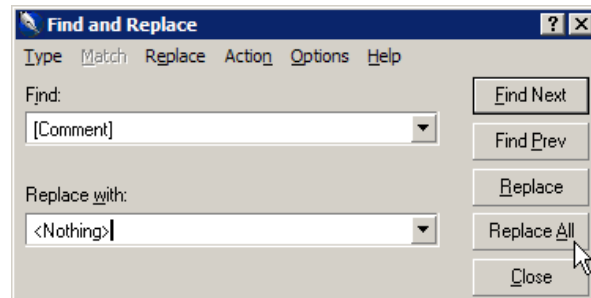 Find and Replace
Type Match Replace Action Options Help
Find:
[Comment]
Replace with:
<Nothing>
Find Next
Find Prev
Replace
Replace All
Close